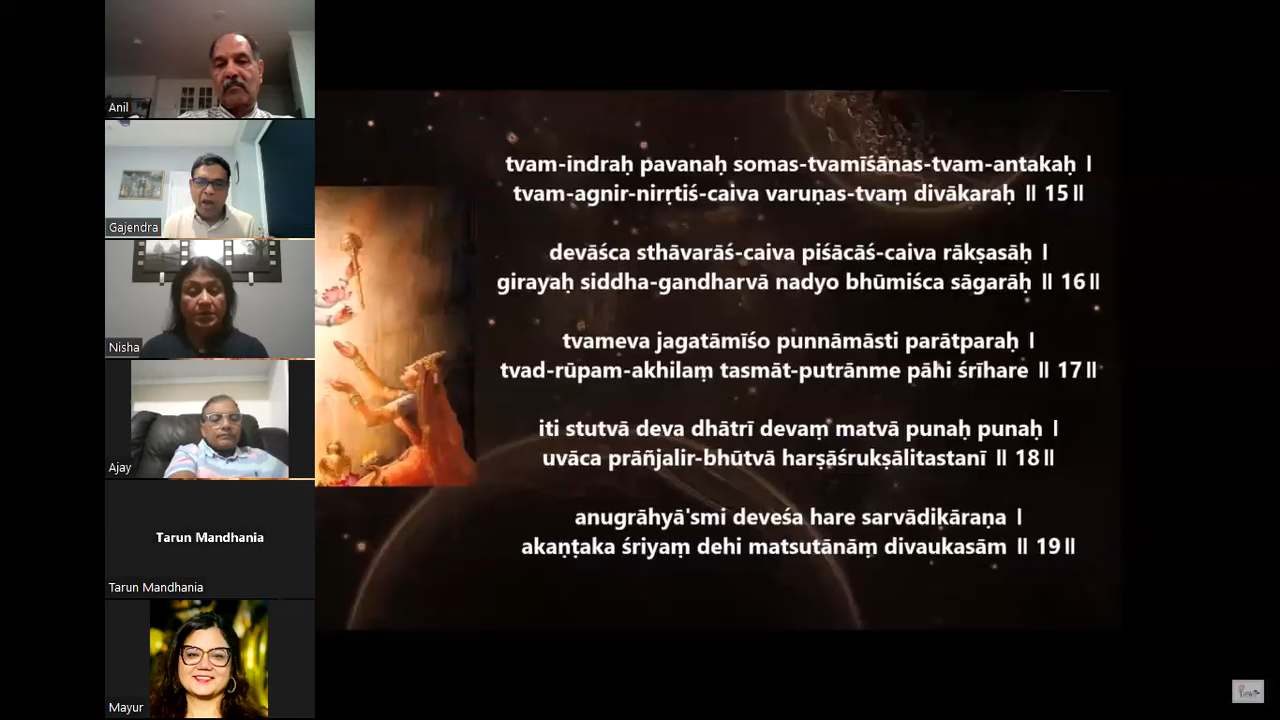 Anil
Gajendra
Nisha
Ajay
Tarun Mandhania
Tarun Mandhania
Mayur
tvam-indraḥ pavanaḥ somas-tvamīśānas-tvam-antakaḥ ।
tvam-agnir-nirṛtiś-caiva varuṇas-tvaṃ divākaraḥ ॥ 15॥
devāśca sthāvarāś-caiva piśācāś-caiva rākṣasāḥ ।
girayaḥ siddha-gandharvā nadyo bhūmiśca sāgarāḥ ॥ 16॥
tvameva jagatāmīśo punnāmāsti parātparaḥ ।
tvad-rūpam-akhilaṃ tasmāt-putrānme pāhi śrīhare ॥ 17॥
iti stutvā deva dhātrī devaṃ matvā punaḥ punaḥ ।
uvāca prāñjalir-bhūtvā harṣāśrukṣālitastanī ॥ 18॥
anugrāhyā'smi deveśa hare sarvādikāraṇa ।
akaṇṭaka śriyaṃ dehi matsutānāṃ divaukasām ॥ 19॥